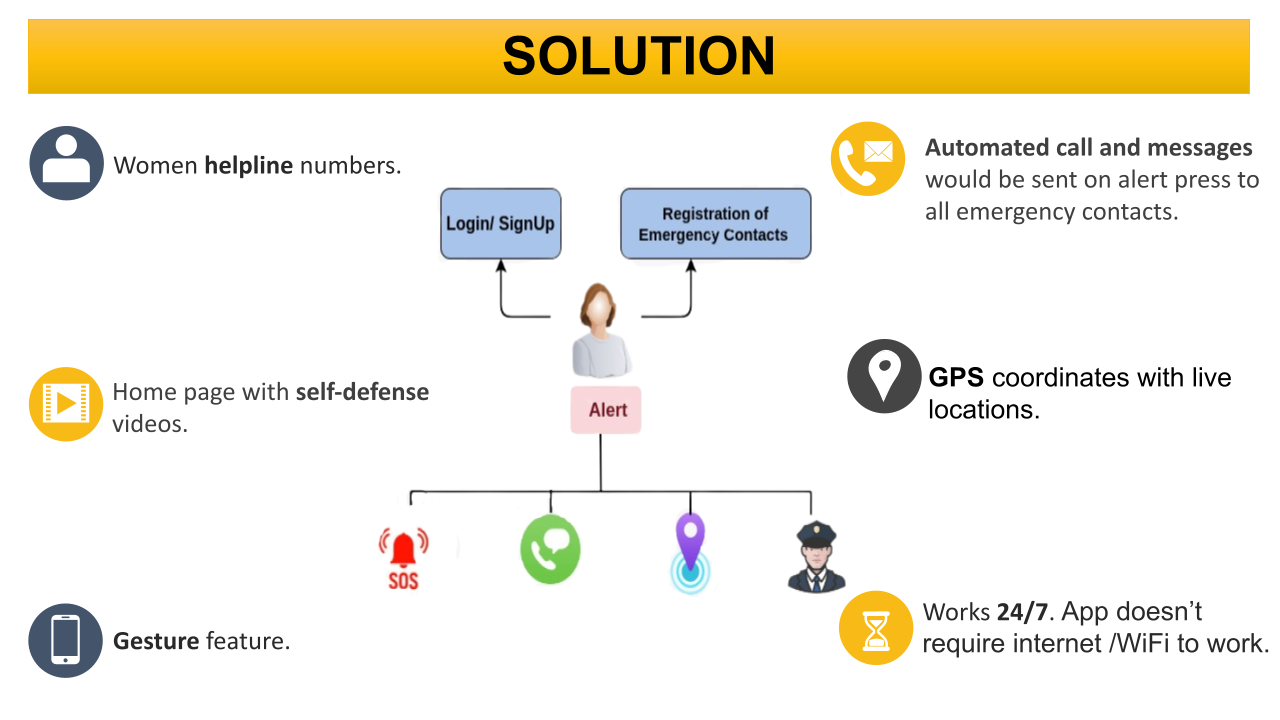 SOLUTION
Women helpline numbers.
Automated call and messages
would be sent on alert press to
all emergency contacts.
Login/ SignUp
Registration of
Emergency Contacts
Home page with self-defense
videos.
GPS coordinates with live
locations.
Alert
SOS
Gesture feature.
Works 24/7. App doesn’t
require internet /WiFi to work.